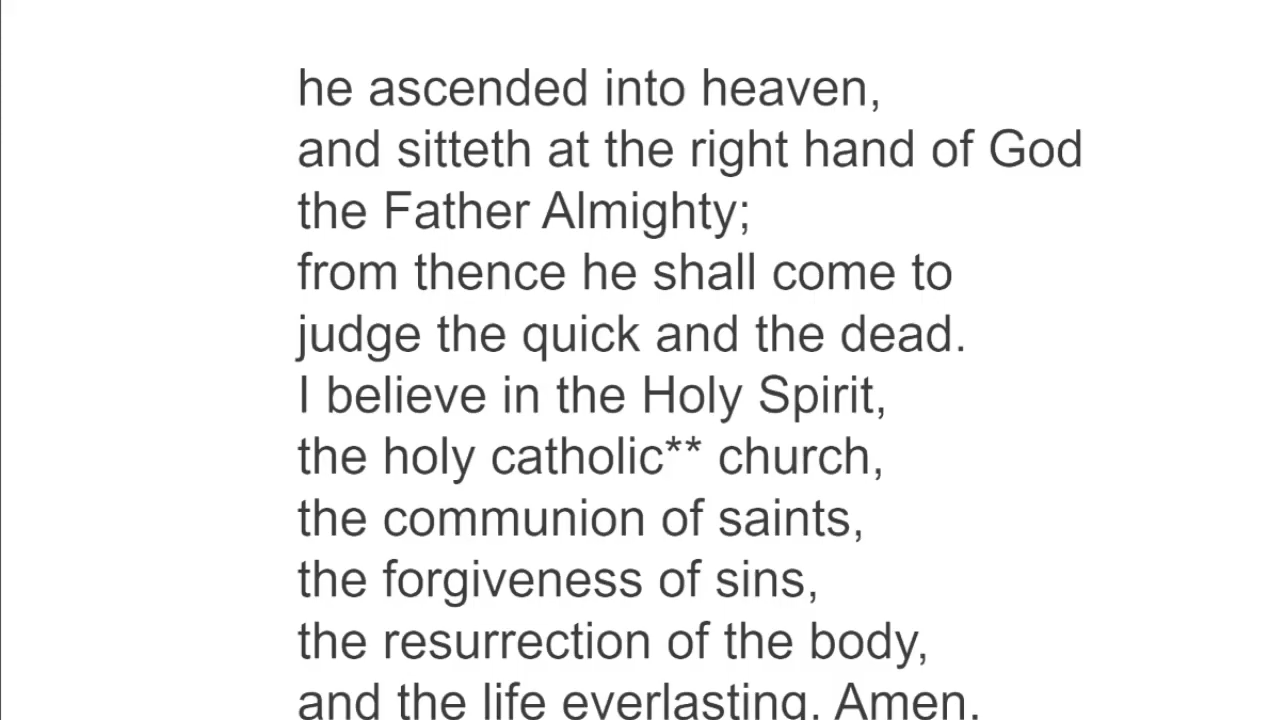 he ascended into heaven,
and sitteth at the right hand of God
the Father Almighty;
from thence he shall come to
judge the quick and the dead.
I believe in the Holy Spirit,
the holy catholic** church,
the communion of saints,
the forgiveness of sins,
the resurrection of the body,
and the life everlasting. Amen.